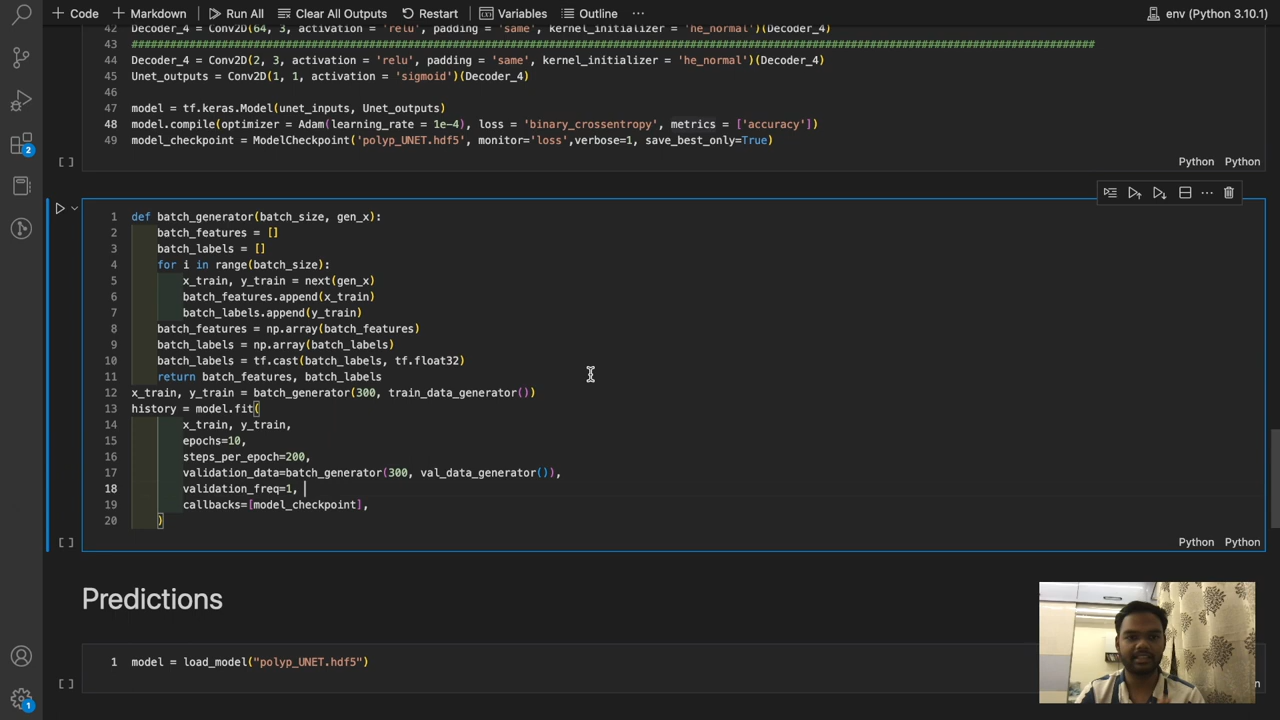 + Code + Markdown Run All Clear All Outputs Restart Variables Outline ··· env (Python 3.10.1)
42 Decoder_4 = Conv2D(64, 3, activation = 'relu', padding = 'same', kernel_initializer = 'he_normal')(Decoder_4)
43
44 Decoder_4 = Conv2D(2, 3, activation = 'relu', padding = 'same', kernel_initializer = 'he_normal')(Decoder_4)
45 Unet_outputs = Conv2D(1, 1, activation = 'sigmoid')(Decoder_4)
46
47 model = tf.keras.Model(unet_inputs, Unet_outputs)
48 model.compile(optimizer = Adam(learning_rate = 1e-4), loss = 'binary_crossentropy', metrics = ['accuracy'])
49 model_checkpoint = ModelCheckpoint('polyp_UNET.hdf5', monitor='loss',verbose=1, save_best_only=True)
[ ] Python Python
1 def batch_generator(batch_size, gen_x):
2 batch_features = []
3 batch_labels = []
4 for i in range(batch_size):
5 x_train, y_train = next(gen_x)
6 batch_features.append(x_train)
7 batch_labels.append(y_train)
8 batch_features = np.array(batch_features)
9 batch_labels = np.array(batch_labels)
10 batch_labels = tf.cast(batch_labels, tf.float32)
11 return batch_features, batch_labels
12 x_train, y_train = batch_generator(300, train_data_generator())
13 history = model.fit(
14 x_train, y_train,
15 epochs=10,
16 steps_per_epoch=200,
17 validation_data=batch_generator(300, val_data_generator()),
18 validation_freq=1,
19 callbacks=[model_checkpoint],
20 )
[ ] Python Python
Predictions
1 model = load_model("polyp_UNET.hdf5")
[ ]
2
1